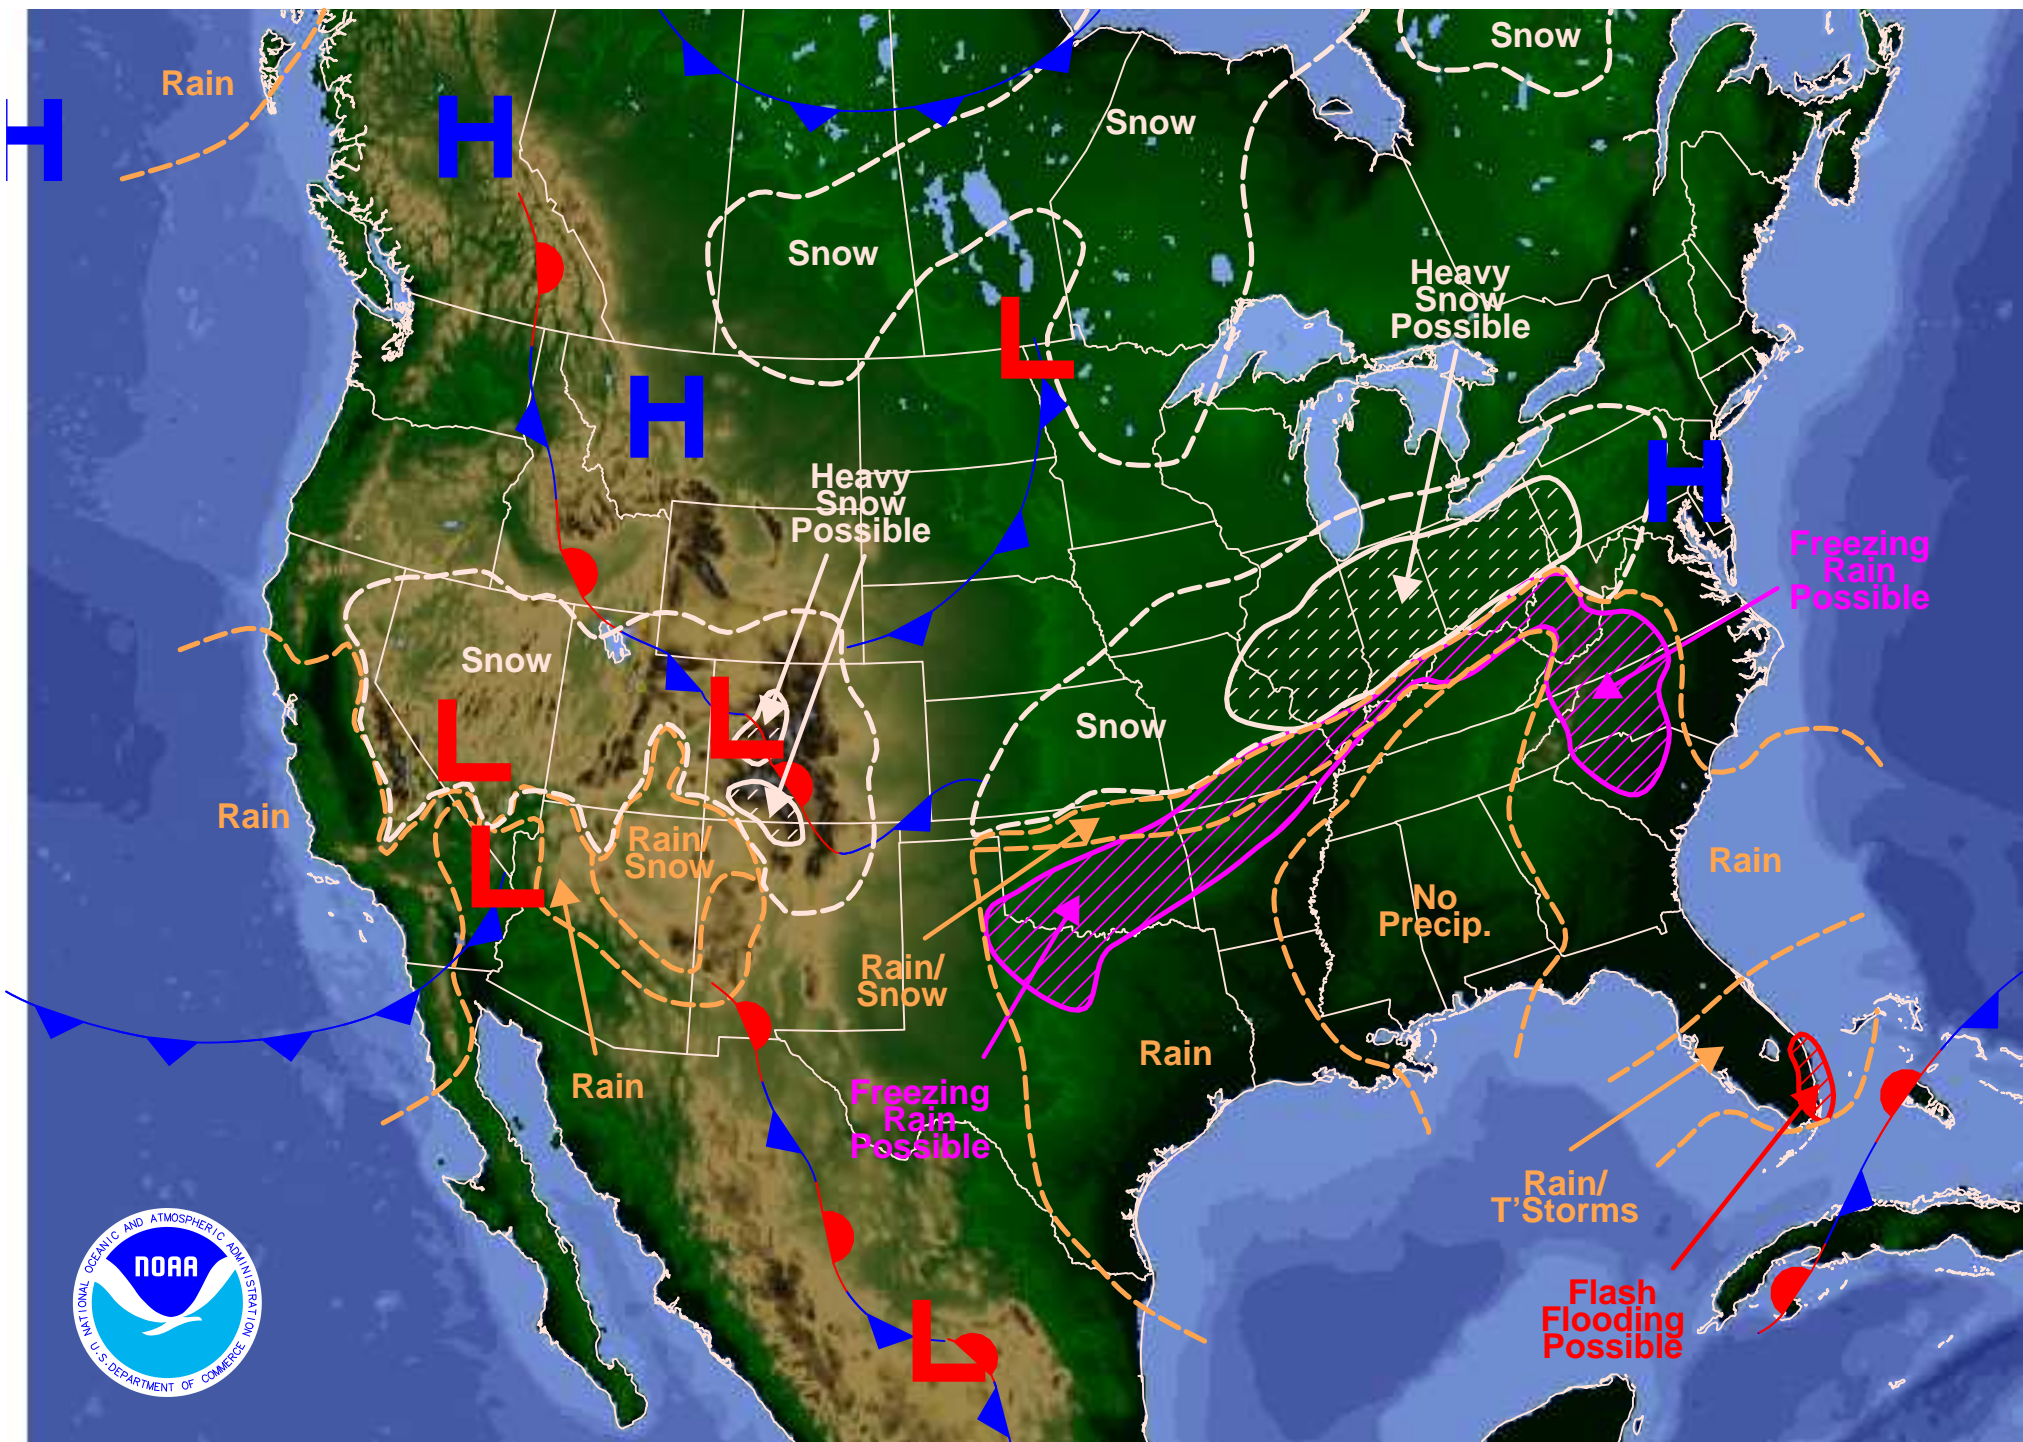 Snow
Rain
H
H
Snow
Snow
Heavy
Snow
Possible
L
H
H
Heavy
Snow
Possible
Freezing
Rain
Possible
Snow
L
L
Snow
Rain
L
Rain/
Snow
Rain
No
Precip.
Rain/
Snow
Rain
Rain
Freezing
Rain
Possible
Rain/
T'Storms
Flash
Flooding
Possible
L
NATIONAL OCEANIC AND ATMOSPHERIC ADMINISTRATION
NOAA
U.S. DEPARTMENT OF COMMERCE